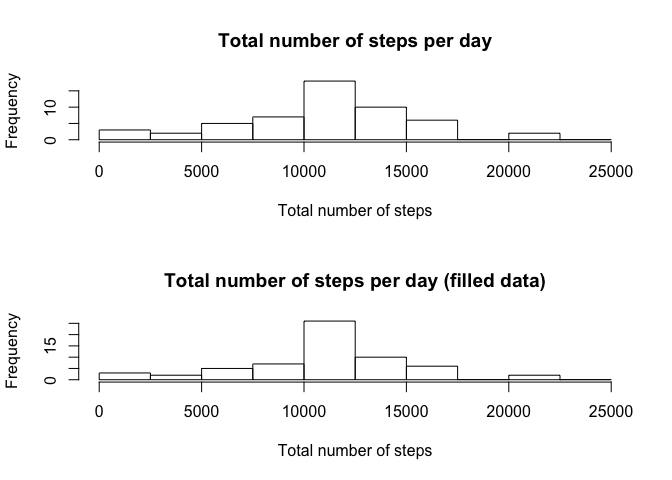 Total number of steps per day
Frequency
10
0
0 5000 10000 15000 20000 25000
Total number of steps
Total number of steps per day (filled data)
Frequency
15
0
0 5000 10000 15000 20000 25000
Total number of steps